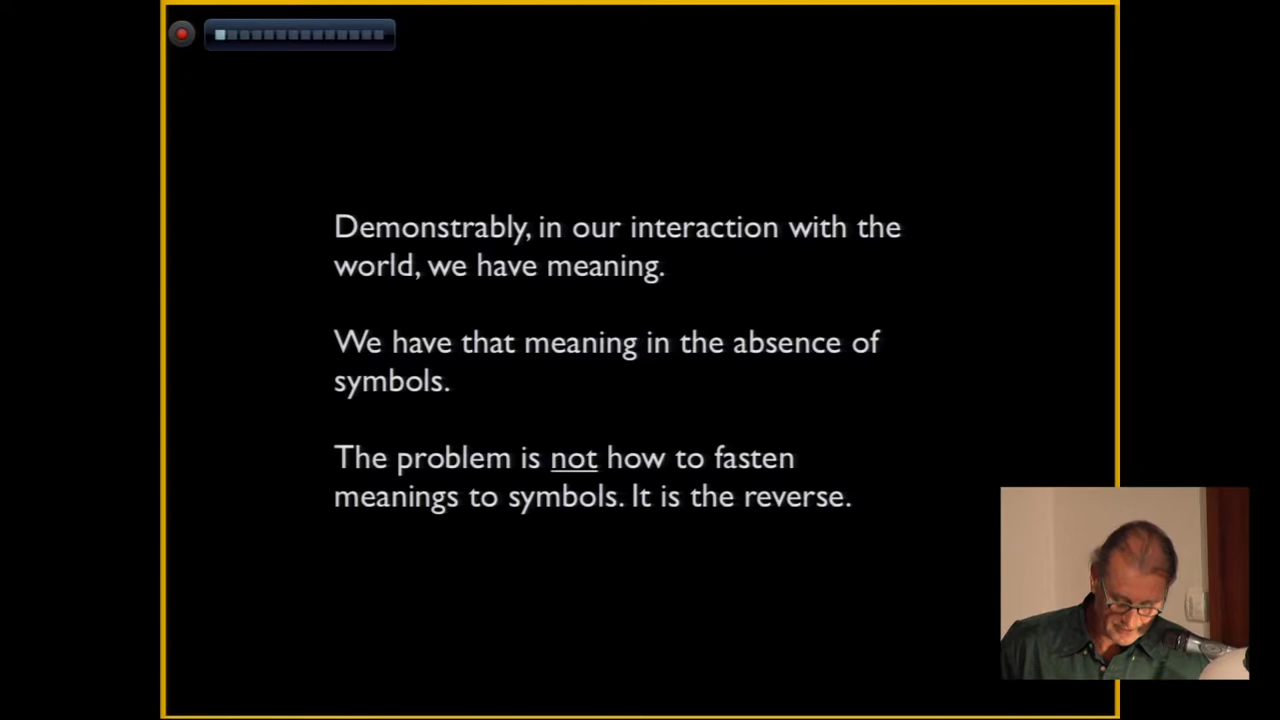 Demonstrably, in our interaction with the
world, we have meaning.
We have that meaning in the absence of
symbols.
The problem is not how to fasten
meanings to symbols. It is the reverse.